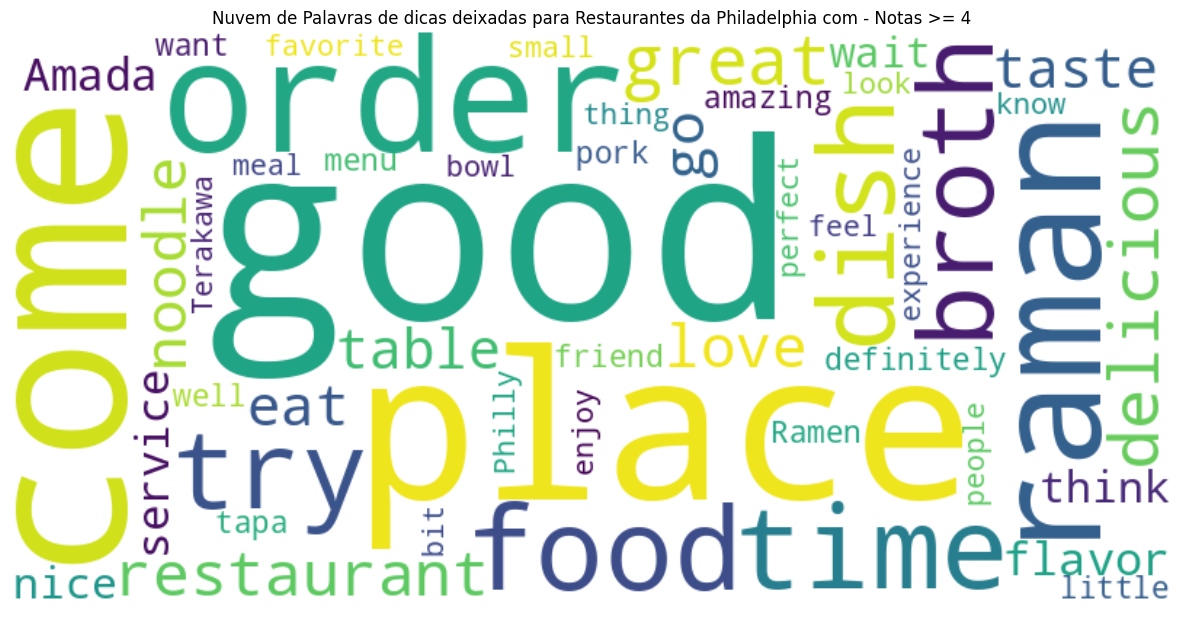 Nuvem de Palavras de dicas deixadas para Restaurantes da Philadelphia com - Notas >= 4
want
favorite
small
great
wait
taste
Amada
order
look
amazing
know
thing
go
dish
broth
meal
menu
bowl
pork
come
noodle
Terakawa
good
perfect
feel
experience
raman
delicious
table
friend
love
definitely
well
eat
service
try
place
Philly
enjoy
Ramen
people
think
tapa
bit
food
time
flavor
nice
restaurant
little